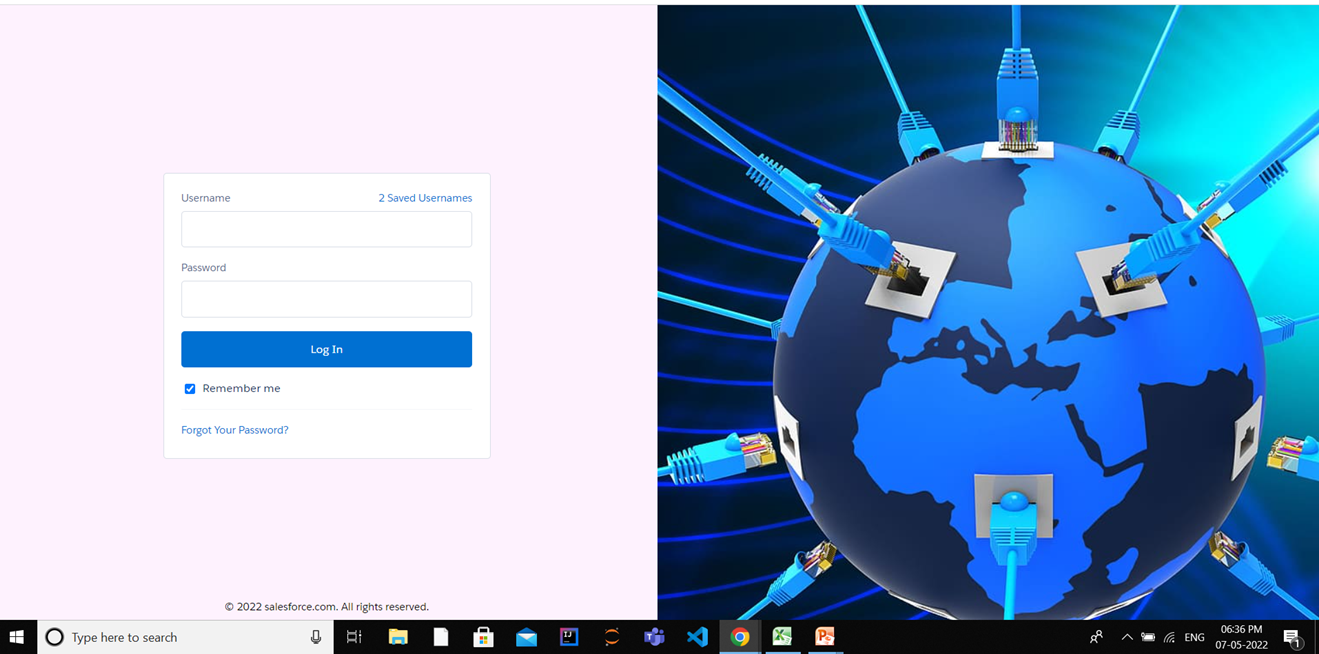 Username
2 Saved Usernames
Password
Log In
Remember me
Forgot Your Password?
© 2022 salesforce.com. All rights reserved.
Type here to search
ENG
06:36 PM
07-05-2022
1